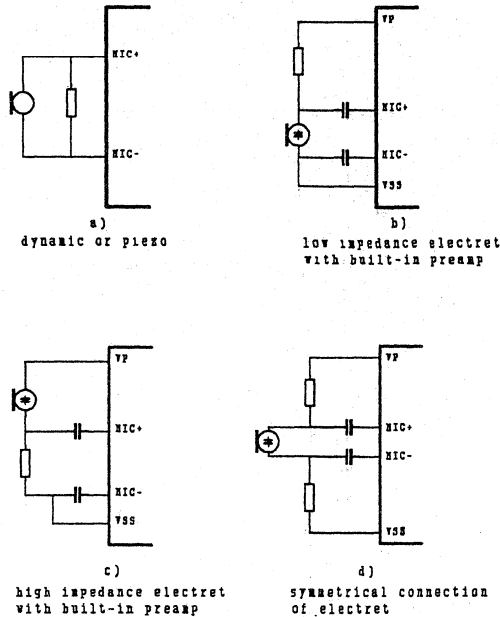 VP
MIC+
MIC+
MIC-
MIC-
VSS
a)
b)
dynamic or piezo
low impedance electret
with built-in preamp
VP
VP
MIC+
MIC+
MIC-
MIC-
VSS
VSS
c)
d)
high impedance electret
with built-in preamp
symmetrical connection
of electret